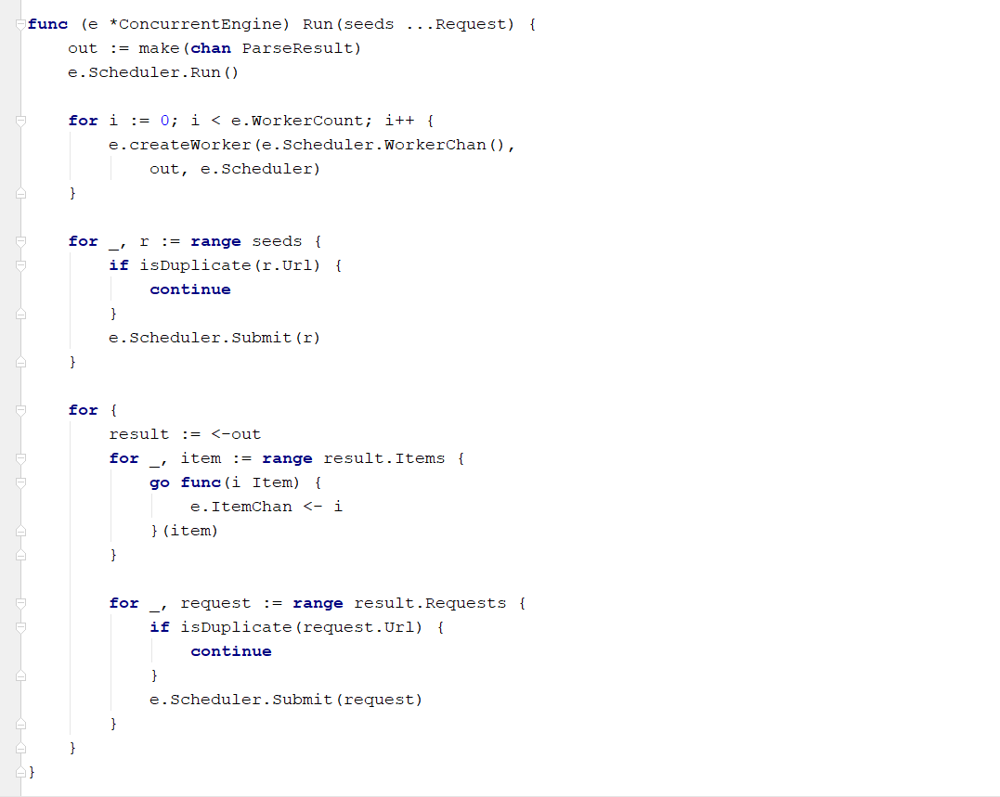 func (e *ConcurrentEngine) Run(seeds ...Request) {
    out := make(chan ParseResult)
    e.Scheduler.Run()

    for i := 0; i < e.WorkerCount; i++ {
        e.createWorker(e.Scheduler.WorkerChan(),
            out, e.Scheduler)
    }

    for _, r := range seeds {
        if isDuplicate(r.Url) {
            continue
        }
        e.Scheduler.Submit(r)
    }

    for {
        result := <-out
        for _, item := range result.Items {
            go func(i Item) {
                e.ItemChan <- i
            }(item)
        }

        for _, request := range result.Requests {
            if isDuplicate(request.Url) {
                continue
            }
            e.Scheduler.Submit(request)
        }
    }
}